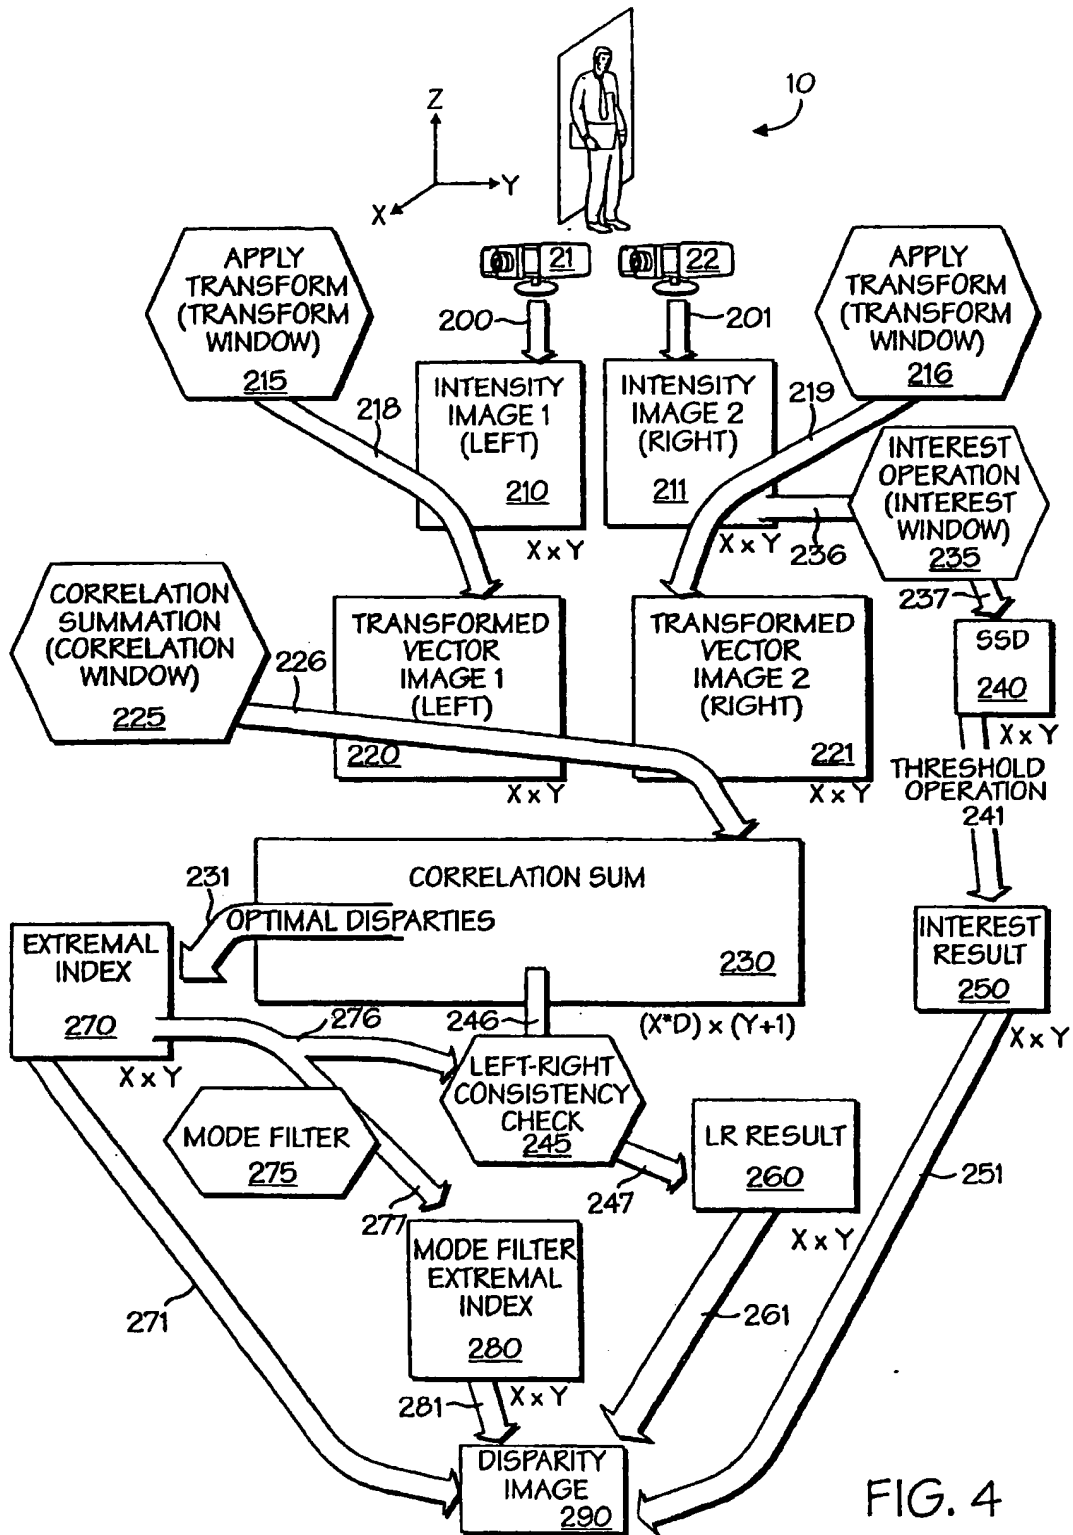 10
Z
Y
X
21
22
200
201
APPLY
TRANSFORM
(TRANSFORM
WINDOW)
215
APPLY
TRANSFORM
(TRANSFORM
WINDOW)
216
218
INTENSITY
IMAGE 1
(LEFT)
210
X x Y
INTENSITY
IMAGE 2
(RIGHT)
211
X x Y
219
236
INTEREST
OPERATION
(INTEREST
WINDOW)
235
237
CORRELATION
SUMMATION
(CORRELATION
WINDOW)
225
226
TRANSFORMED
VECTOR
IMAGE 1
(LEFT)
220
X x Y
TRANSFORMED
VECTOR
IMAGE 2
(RIGHT)
221
X x Y
SSD
240
X x Y
THRESHOLD
OPERATION
241
CORRELATION SUM
230
(X*D) x (Y+1)
231
OPTIMAL DISPARTIES
EXTREMAL
INDEX
270
X x Y
INTEREST
RESULT
250
X x Y
276
246
LEFT-RIGHT
CONSISTENCY
CHECK
245
MODE FILTER
275
277
247
LR RESULT
260
X x Y
251
MODE FILTER
EXTREMAL
INDEX
280
X x Y
271
261
281
DISPARITY
IMAGE
290
FIG. 4